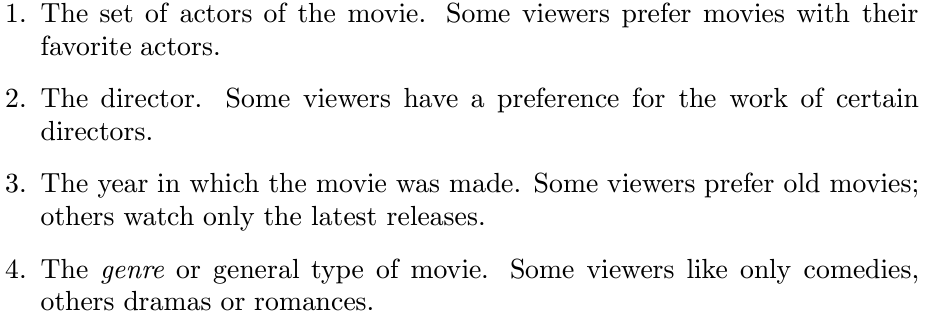 1. The set of actors of the movie. Some viewers prefer movies with their
favorite actors.
2. The director. Some viewers have a preference for the work of certain
directors.
3. The year in which the movie was made. Some viewers prefer old movies;
others watch only the latest releases.
4. The genre or general type of movie. Some viewers like only comedies,
others dramas or romances.